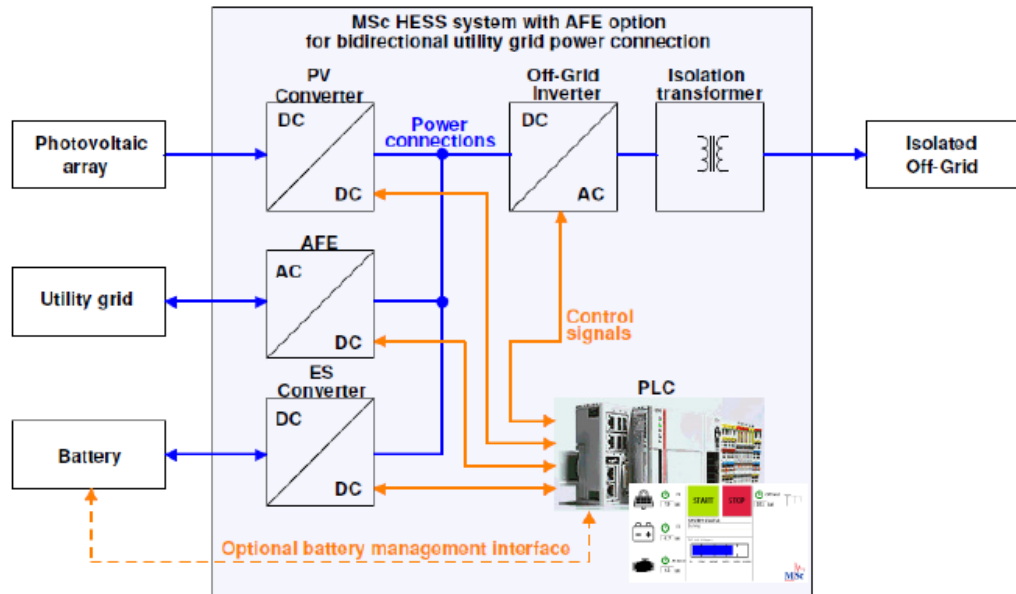 MSc HESS system with AFE option
for bidirectional utility grid power connection
PV
Converter
Off-Grid
Inverter
Isolation
transformer
DC
DC
Power
connections
DC
AC
Photovoltaic
array
Isolated
Off-Grid
AFE
AC
DC
Utility grid
Control
signals
ES
Converter
DC
DC
PLC
Battery
START
STOP
Optional battery management interface
MSc